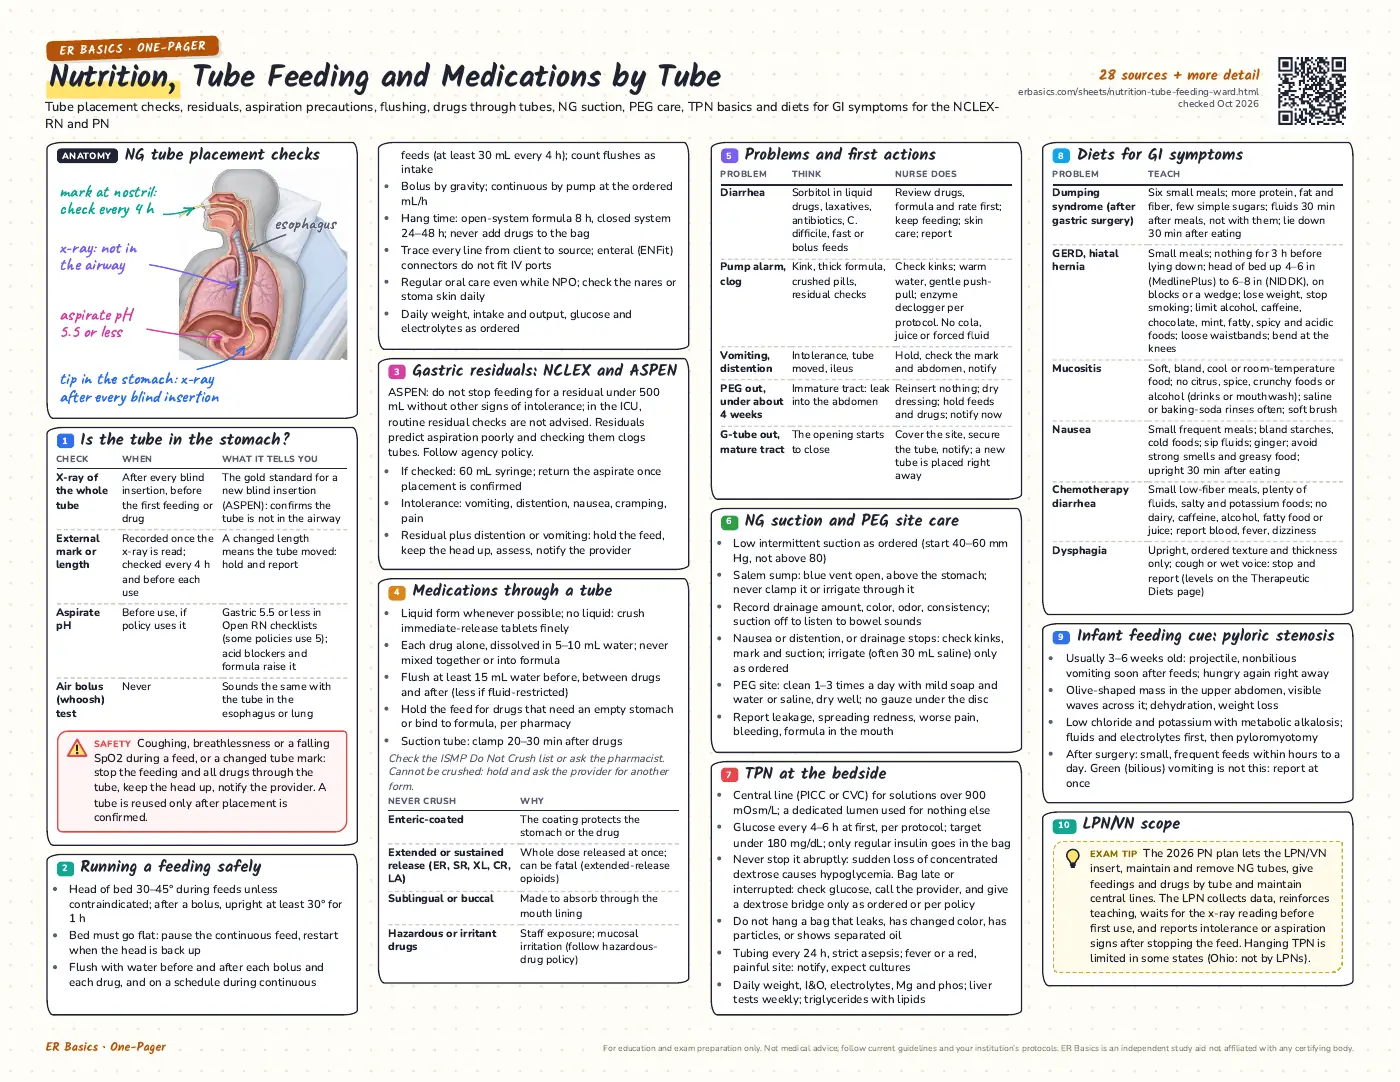 ER BASICS · ONE-PAGER
Nutrition, Tube Feeding and Medications by Tube
Tube placement checks, residuals, aspiration precautions, flushing, drugs through tubes, NG suction, PEG care, TPN basics and diets for GI symptoms for the NCLEX-
RN and PN
28 sources + more detail
erbasics.com/sheets/nutrition-tube-feeding-ward.html
checked Oct 2026
ANATOMY NG tube placement checks
mark at nostril:
check every 4 h
esophagus
x-ray: not in
the airway
aspirate pH
5.5 or less
tip in the stomach: x-ray
after every blind insertion
1 Is the tube in the stomach?
CHECK WHEN WHAT IT TELLS YOU
X-ray of After every blind The gold standard for a
the whole insertion, before new blind insertion
tube the first feeding or (ASPEN): confirms the
drug tube is not in the airway
External Recorded once the A changed length
mark or x-ray is read; means the tube moved:
length checked every 4 h hold and report
and before each
use
Aspirate Before use, if Gastric 5.5 or less in
pH policy uses it Open RN checklists
(some policies use 5);
acid blockers and
formula raise it
Air bolus Never Sounds the same with
(whoosh) the tube in the
test esophagus or lung
SAFETY Coughing, breathlessness or a falling
SpO2 during a feed, or a changed tube mark:
stop the feeding and all drugs through the
tube, keep the head up, notify the provider. A
tube is reused only after placement is
confirmed.
2 Running a feeding safely
• Head of bed 30–45° during feeds unless
contraindicated; after a bolus, upright at least 30° for
1 h
• Bed must go flat: pause the continuous feed, restart
when the head is back up
• Flush with water before and after each bolus and
each drug, and on a schedule during continuous
feeds (at least 30 mL every 4 h); count flushes as
intake
• Bolus by gravity; continuous by pump at the ordered
mL/h
• Hang time: open-system formula 8 h, closed system
24–48 h; never add drugs to the bag
• Trace every line from client to source; enteral (ENFit)
connectors do not fit IV ports
• Regular oral care even while NPO; check the nares or
stoma skin daily
• Daily weight, intake and output, glucose and
electrolytes as ordered
3 Gastric residuals: NCLEX and ASPEN
ASPEN: do not stop feeding for a residual under 500
mL without other signs of intolerance; in the ICU,
routine residual checks are not advised. Residuals
predict aspiration poorly and checking them clogs
tubes. Follow agency policy.
• If checked: 60 mL syringe; return the aspirate once
placement is confirmed
• Intolerance: vomiting, distention, nausea, cramping,
pain
• Residual plus distention or vomiting: hold the feed,
keep the head up, assess, notify the provider
4 Medications through a tube
• Liquid form whenever possible; no liquid: crush
immediate-release tablets finely
• Each drug alone, dissolved in 5–10 mL water; never
mixed together or into formula
• Flush at least 15 mL water before, between drugs
and after (less if fluid-restricted)
• Hold the feed for drugs that need an empty stomach
or bind to formula, per pharmacy
• Suction tube: clamp 20–30 min after drugs
Check the ISMP Do Not Crush list or ask the pharmacist.
Cannot be crushed: hold and ask the provider for another
form.
NEVER CRUSH WHY
Enteric-coated The coating protects the
stomach or the drug
Extended or sustained Whole dose released at once;
release (ER, SR, XL, CR, can be fatal (extended-release
LA) opioids)
Sublingual or buccal Made to absorb through the
mouth lining
Hazardous or irritant Staff exposure; mucosal
drugs irritation (follow hazardous-
drug policy)
5 Problems and first actions
PROBLEM THINK NURSE DOES
Diarrhea Sorbitol in liquid Review drugs,
drugs, laxatives, formula and rate first;
antibiotics, C. keep feeding; skin
difficile, fast or care; report
bolus feeds
Pump alarm, Kink, thick formula, Check kinks; warm
clog crushed pills, water, gentle push-
residual checks pull; enzyme
declogger per
protocol. No cola,
juice or forced fluid
Vomiting, Intolerance, tube Hold, check the mark
distention moved, ileus and abdomen, notify
PEG out, Immature tract: leak Reinsert nothing; dry
under about into the abdomen dressing; hold feeds
4 weeks and drugs; notify now
G-tube out, The opening starts Cover the site, secure
mature tract to close the tube, notify; a new
tube is placed right
away
6 NG suction and PEG site care
• Low intermittent suction as ordered (start 40–60 mm
Hg, not above 80)
• Salem sump: blue vent open, above the stomach;
never clamp it or irrigate through it
• Record drainage amount, color, odor, consistency;
suction off to listen to bowel sounds
• Nausea or distention, or drainage stops: check kinks,
mark and suction; irrigate (often 30 mL saline) only
as ordered
• PEG site: clean 1–3 times a day with mild soap and
water or saline, dry well; no gauze under the disc
• Report leakage, spreading redness, worse pain,
bleeding, formula in the mouth
7 TPN at the bedside
• Central line (PICC or CVC) for solutions over 900
mOsm/L; a dedicated lumen used for nothing else
• Glucose every 4–6 h at first, per protocol; target
under 180 mg/dL; only regular insulin goes in the bag
• Never stop it abruptly: sudden loss of concentrated
dextrose causes hypoglycemia. Bag late or
interrupted: check glucose, call the provider, and give
a dextrose bridge only as ordered or per policy
• Do not hang a bag that leaks, has changed color, has
particles, or shows separated oil
• Tubing every 24 h, strict asepsis; fever or a red,
painful site: notify, expect cultures
• Daily weight, I&O, electrolytes, Mg and phos; liver
tests weekly; triglycerides with lipids
8 Diets for GI symptoms
PROBLEM TEACH
Dumping Six small meals; more protein, fat and
syndrome (after fiber, few simple sugars; fluids 30 min
gastric surgery) after meals, not with them; lie down
30 min after eating
GERD, hiatal Small meals; nothing for 3 h before
hernia lying down; head of bed up 4–6 in
(MedlinePlus) to 6–8 in (NIDDK), on
blocks or a wedge; lose weight, stop
smoking; limit alcohol, caffeine,
chocolate, mint, fatty, spicy and acidic
foods; loose waistbands; bend at the
knees
Mucositis Soft, bland, cool or room-temperature
food; no citrus, spice, crunchy foods or
alcohol (drinks or mouthwash); saline
or baking-soda rinses often; soft brush
Nausea Small frequent meals; bland starches,
cold foods; sip fluids; ginger; avoid
strong smells and greasy food;
upright 30 min after eating
Chemotherapy Small low-fiber meals, plenty of
diarrhea fluids, salty and potassium foods; no
dairy, caffeine, alcohol, fatty food or
juice; report blood, fever, dizziness
Dysphagia Upright, ordered texture and thickness
only; cough or wet voice: stop and
report (levels on the Therapeutic
Diets page)
9 Infant feeding cue: pyloric stenosis
• Usually 3–6 weeks old: projectile, nonbilious
vomiting soon after feeds; hungry again right away
• Olive-shaped mass in the upper abdomen, visible
waves across it; dehydration, weight loss
• Low chloride and potassium with metabolic alkalosis;
fluids and electrolytes first, then pyloromyotomy
• After surgery: small, frequent feeds within hours to a
day. Green (bilious) vomiting is not this: report at
once
10 LPN/VN scope
EXAM TIP The 2026 PN plan lets the LPN/VN
insert, maintain and remove NG tubes, give
feedings and drugs by tube and maintain
central lines. The LPN collects data, reinforces
teaching, waits for the x-ray reading before
first use, and reports intolerance or aspiration
signs after stopping the feed. Hanging TPN is
limited in some states (Ohio: not by LPNs).
ER Basics · One-Pager
For education and exam preparation only. Not medical advice; follow current guidelines and your institution's protocols. ER Basics is an independent study aid not affiliated with any certifying body.